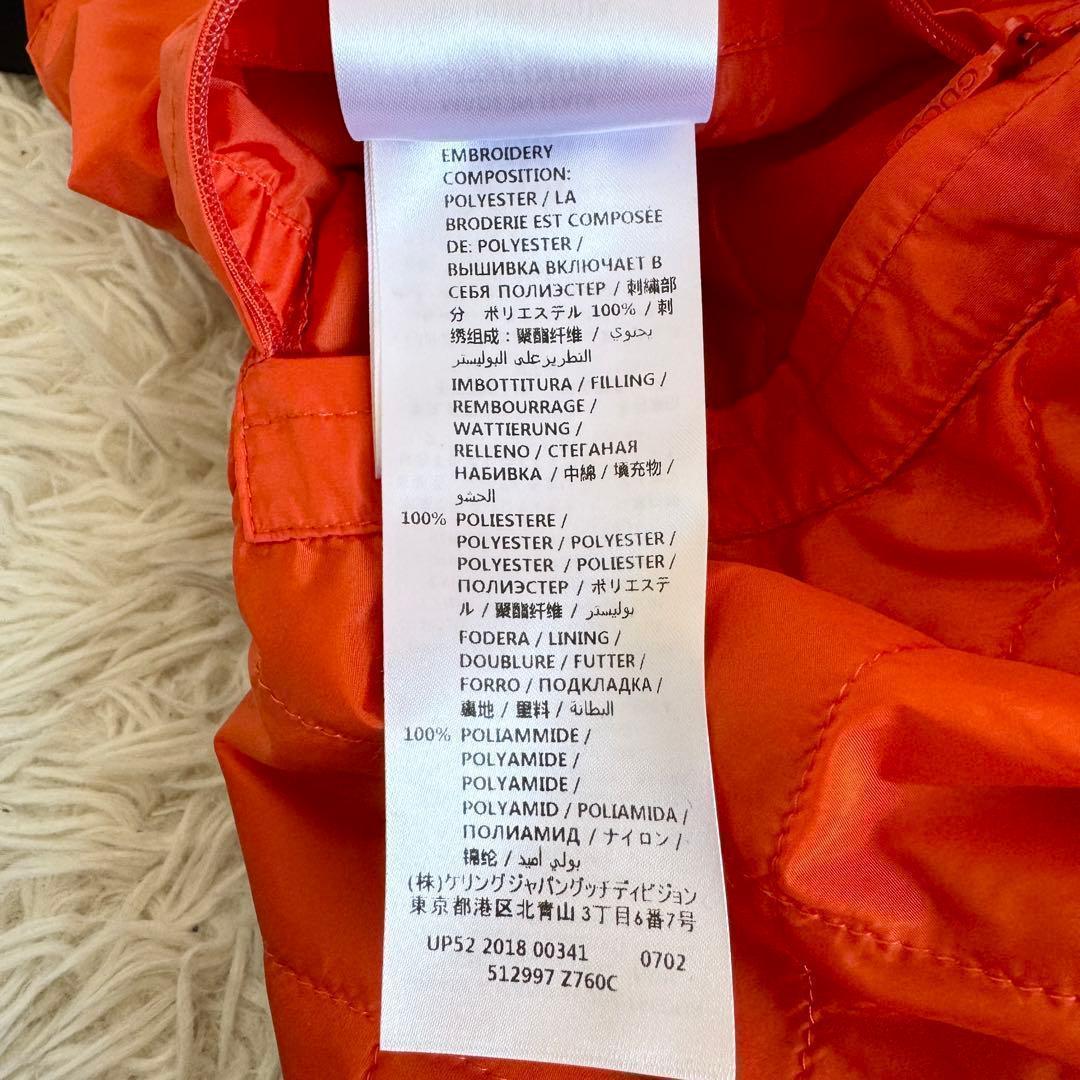 EMBROIDERY
COMPOSITION:
POLYESTER / LA
BRODERIE EST COMPOSÉE
DE: POLYESTER /
ВЫШИВКА ВКЛЮЧАЕТ В
СЕБЯ ПОЛИЭСТЕР / 刺繍部
分 ポリエステル 100% / 刺
绣组成：聚酯纤维 / يحتوي
التطريز على البوليستر
IMBOTTITURA / FILLING /
REMBOURRAGE /
WATTIERUNG /
RELLENO / СТЕГАНАЯ
НАБИВКА / 中綿 / 填充物 /
الحشو
100% POLIESTERE /
POLYESTER / POLYESTER /
POLYESTER / POLIESTER /
ПОЛИЭСТЕР / ポリエステ
ル / 聚酯纤维 / بوليستر
FODERA / LINING /
DOUBLURE / FUTTER /
FORRO / ПОДКЛАДКА /
裏地 / 里料 / البطانة
100% POLIAMMIDE /
POLYAMIDE /
POLYAMIDE /
POLYAMID / POLIAMIDA /
ПОЛИАМИД / ナイロン /
锦纶 / بولي أميد
(株)ケリングジャパングッチディビジョン
東京都港区北青山 3丁目6番7号
UP52 2018 00341 0702
512997 Z760C